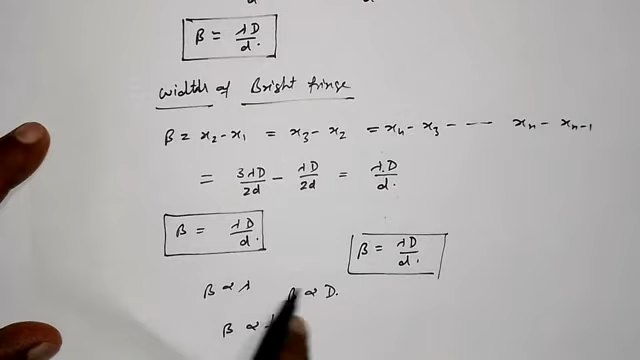 β = λD/d.
Width of Bright fringe
β = x₂ - x₁ = x₃ - x₂ = x₄ - x₃ - - - - xₙ - xₙ₋₁
= 3λD/2d - λD/2d = λD/d.
β = λD/d. β = λD/d.
β ∝ λ β ∝ D.
β ∝